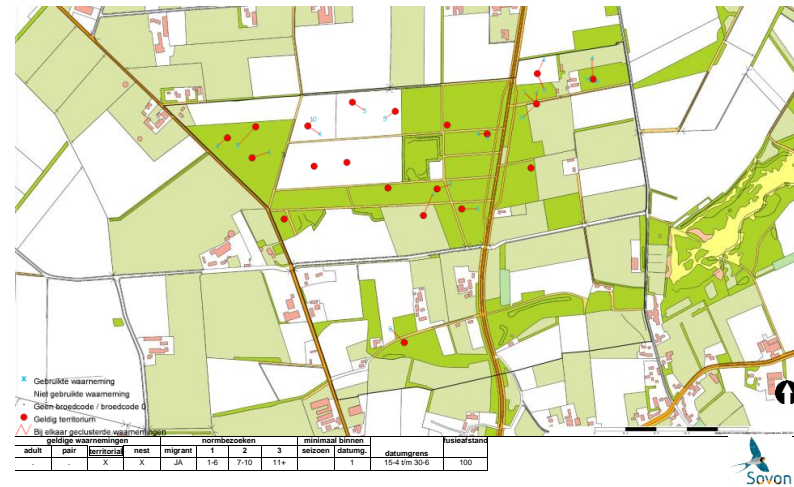 10
Gebruikte waarneming
Niet gebruikte waarneming
Geen broedcode / broedcode 0
Geldig territorium
Bij elkaar geclusterde waarnemingen
geldige waarnemingen normbezoeken minimaal binnen fusieafstand
adult pair territorial nest migrant 1 2 3 seizoen datumg. datumgrens
. . X X JA 1-6 7-10 11+ 1 15-4 t/m 30-6 100
Sovon